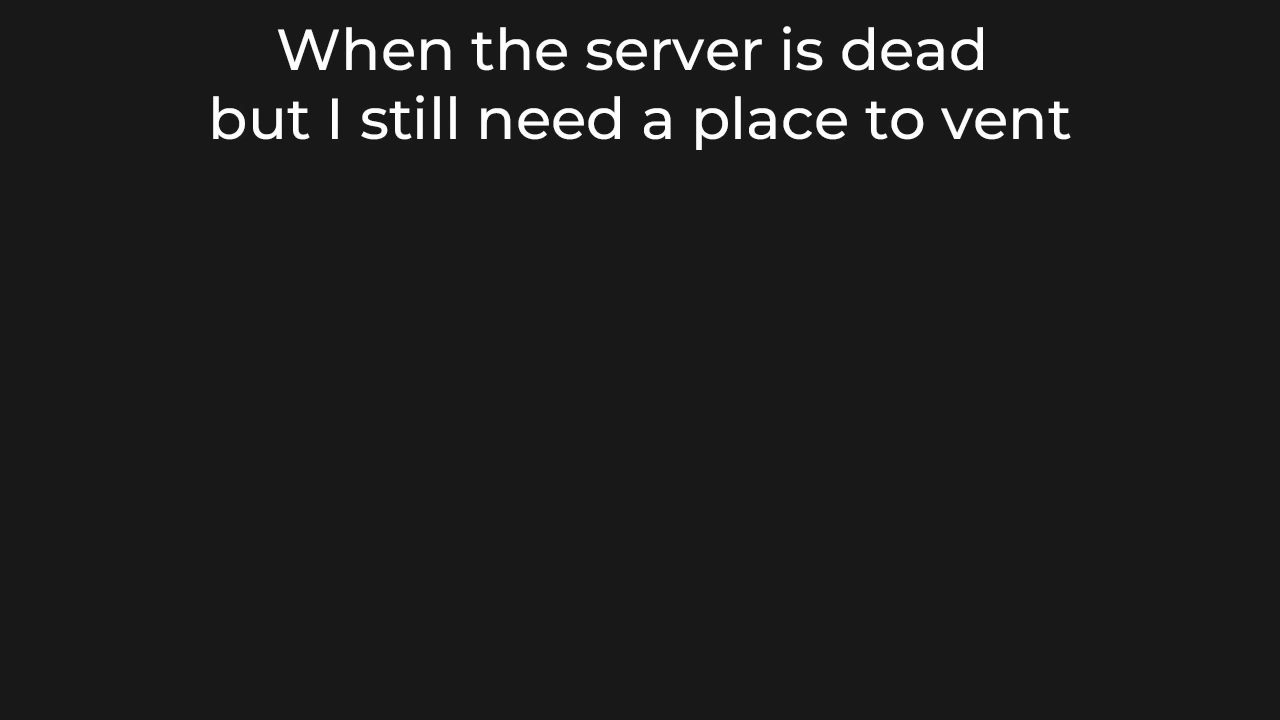 When the server is dead
but I still need a place to vent